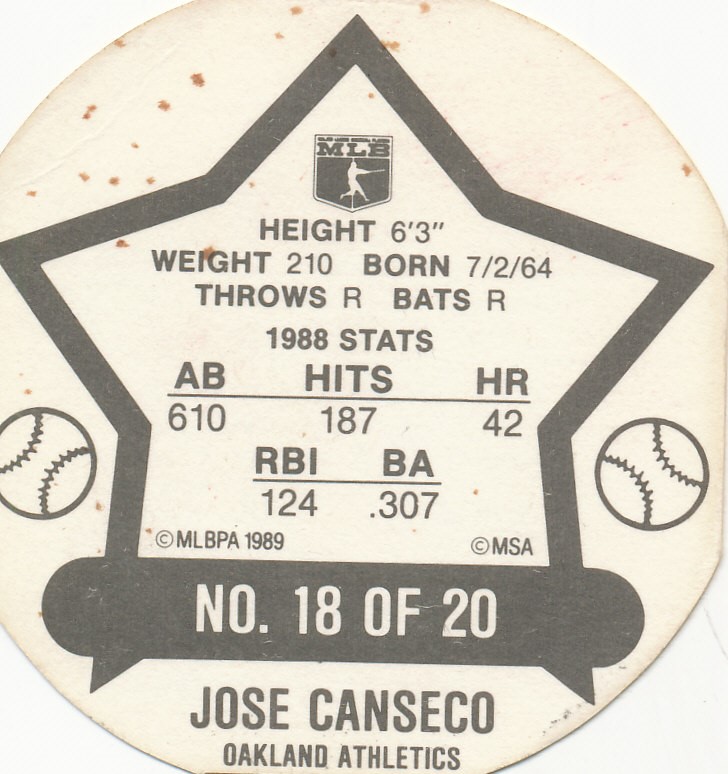 MLB
HEIGHT 6'3"
WEIGHT 210 BORN 7/2/64
THROWS R BATS R
1988 STATS
AB HITS HR
610 187 42
RBI BA
124 .307
©MLBPA 1989 ©MSA
NO. 18 OF 20
JOSE CANSECO
OAKLAND ATHLETICS